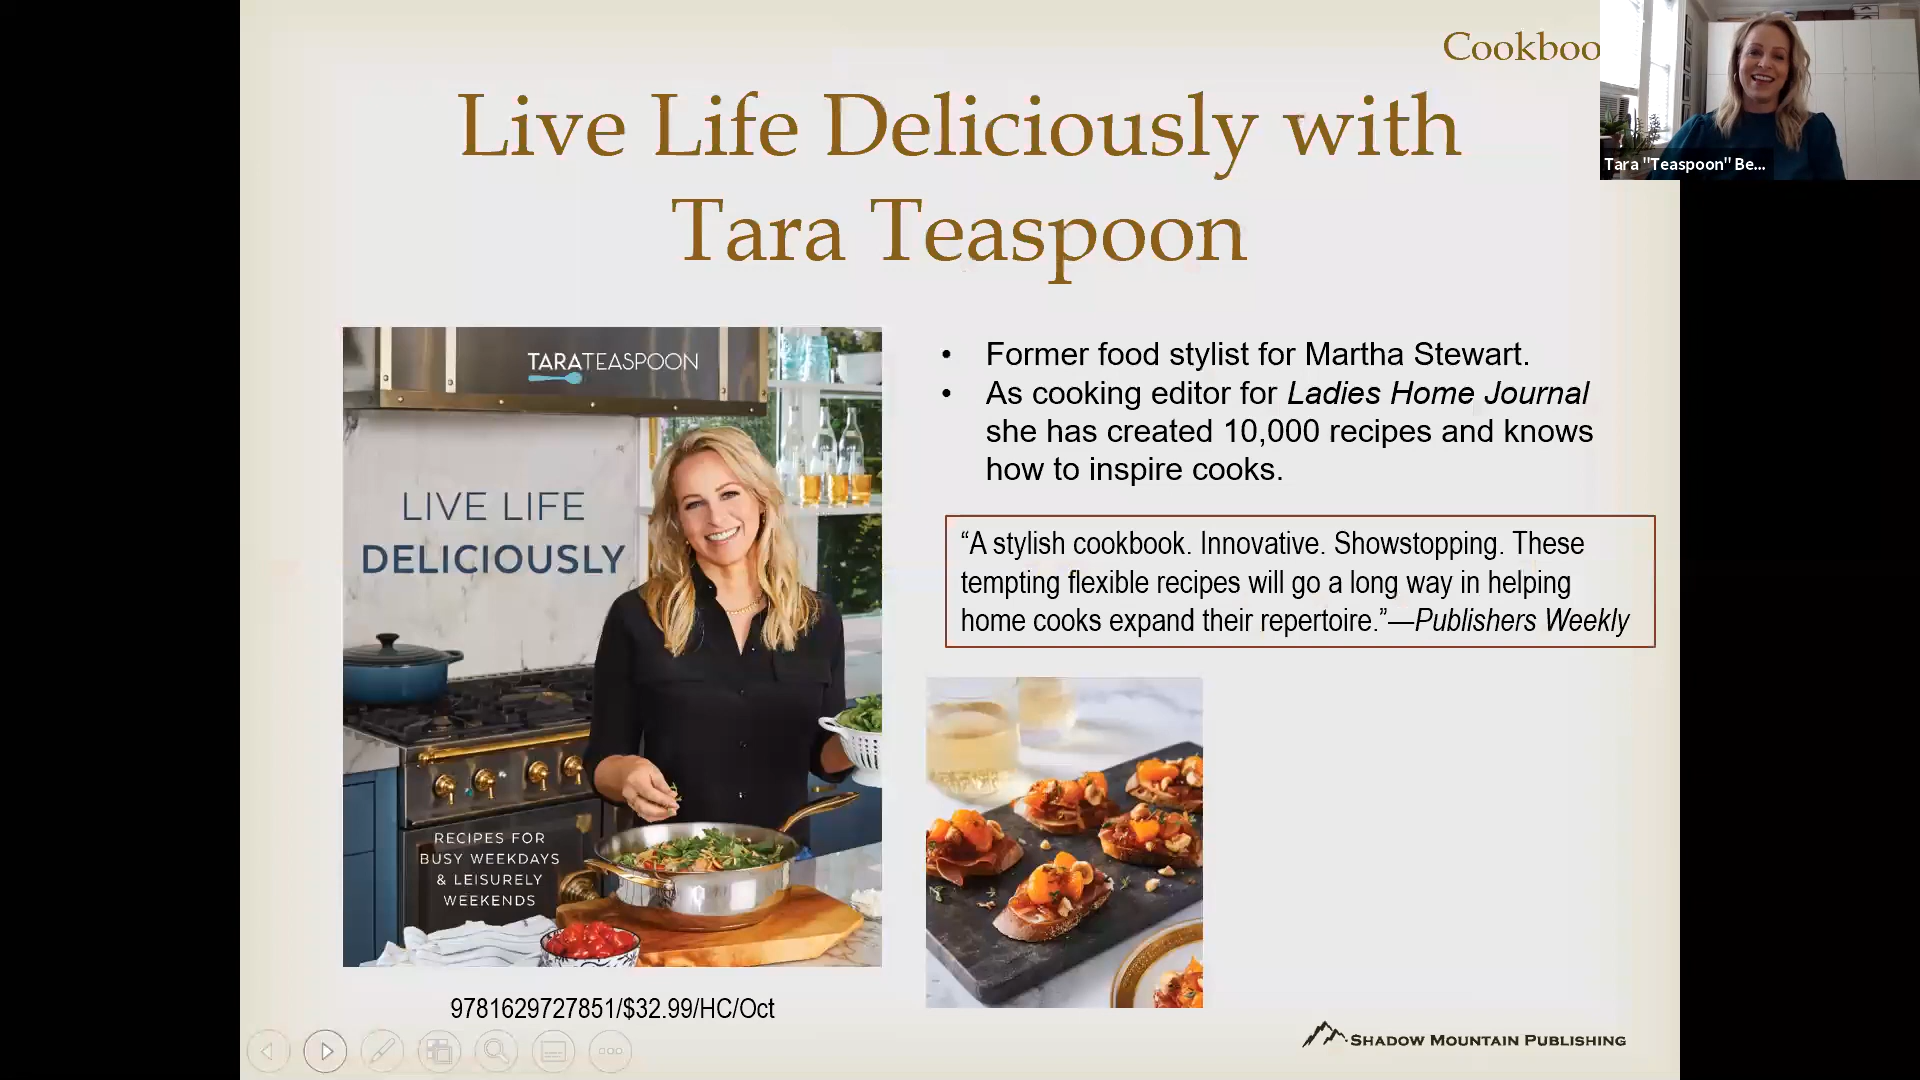 Cookboo
Live Life Deliciously with
Tara Teaspoon
Tara "Teaspoon" Be...
TARATEASPOON
LIVE LIFE
DELICIOUSLY
RECIPES FOR
BUSY WEEKDAYS
& LEISURELY
WEEKENDS
9781629727851/$32.99/HC/Oct
• Former food stylist for Martha Stewart.
• As cooking editor for Ladies Home Journal
she has created 10,000 recipes and knows
how to inspire cooks.
“A stylish cookbook. Innovative. Showstopping. These
tempting flexible recipes will go a long way in helping
home cooks expand their repertoire.”—Publishers Weekly
SHADOW MOUNTAIN PUBLISHING